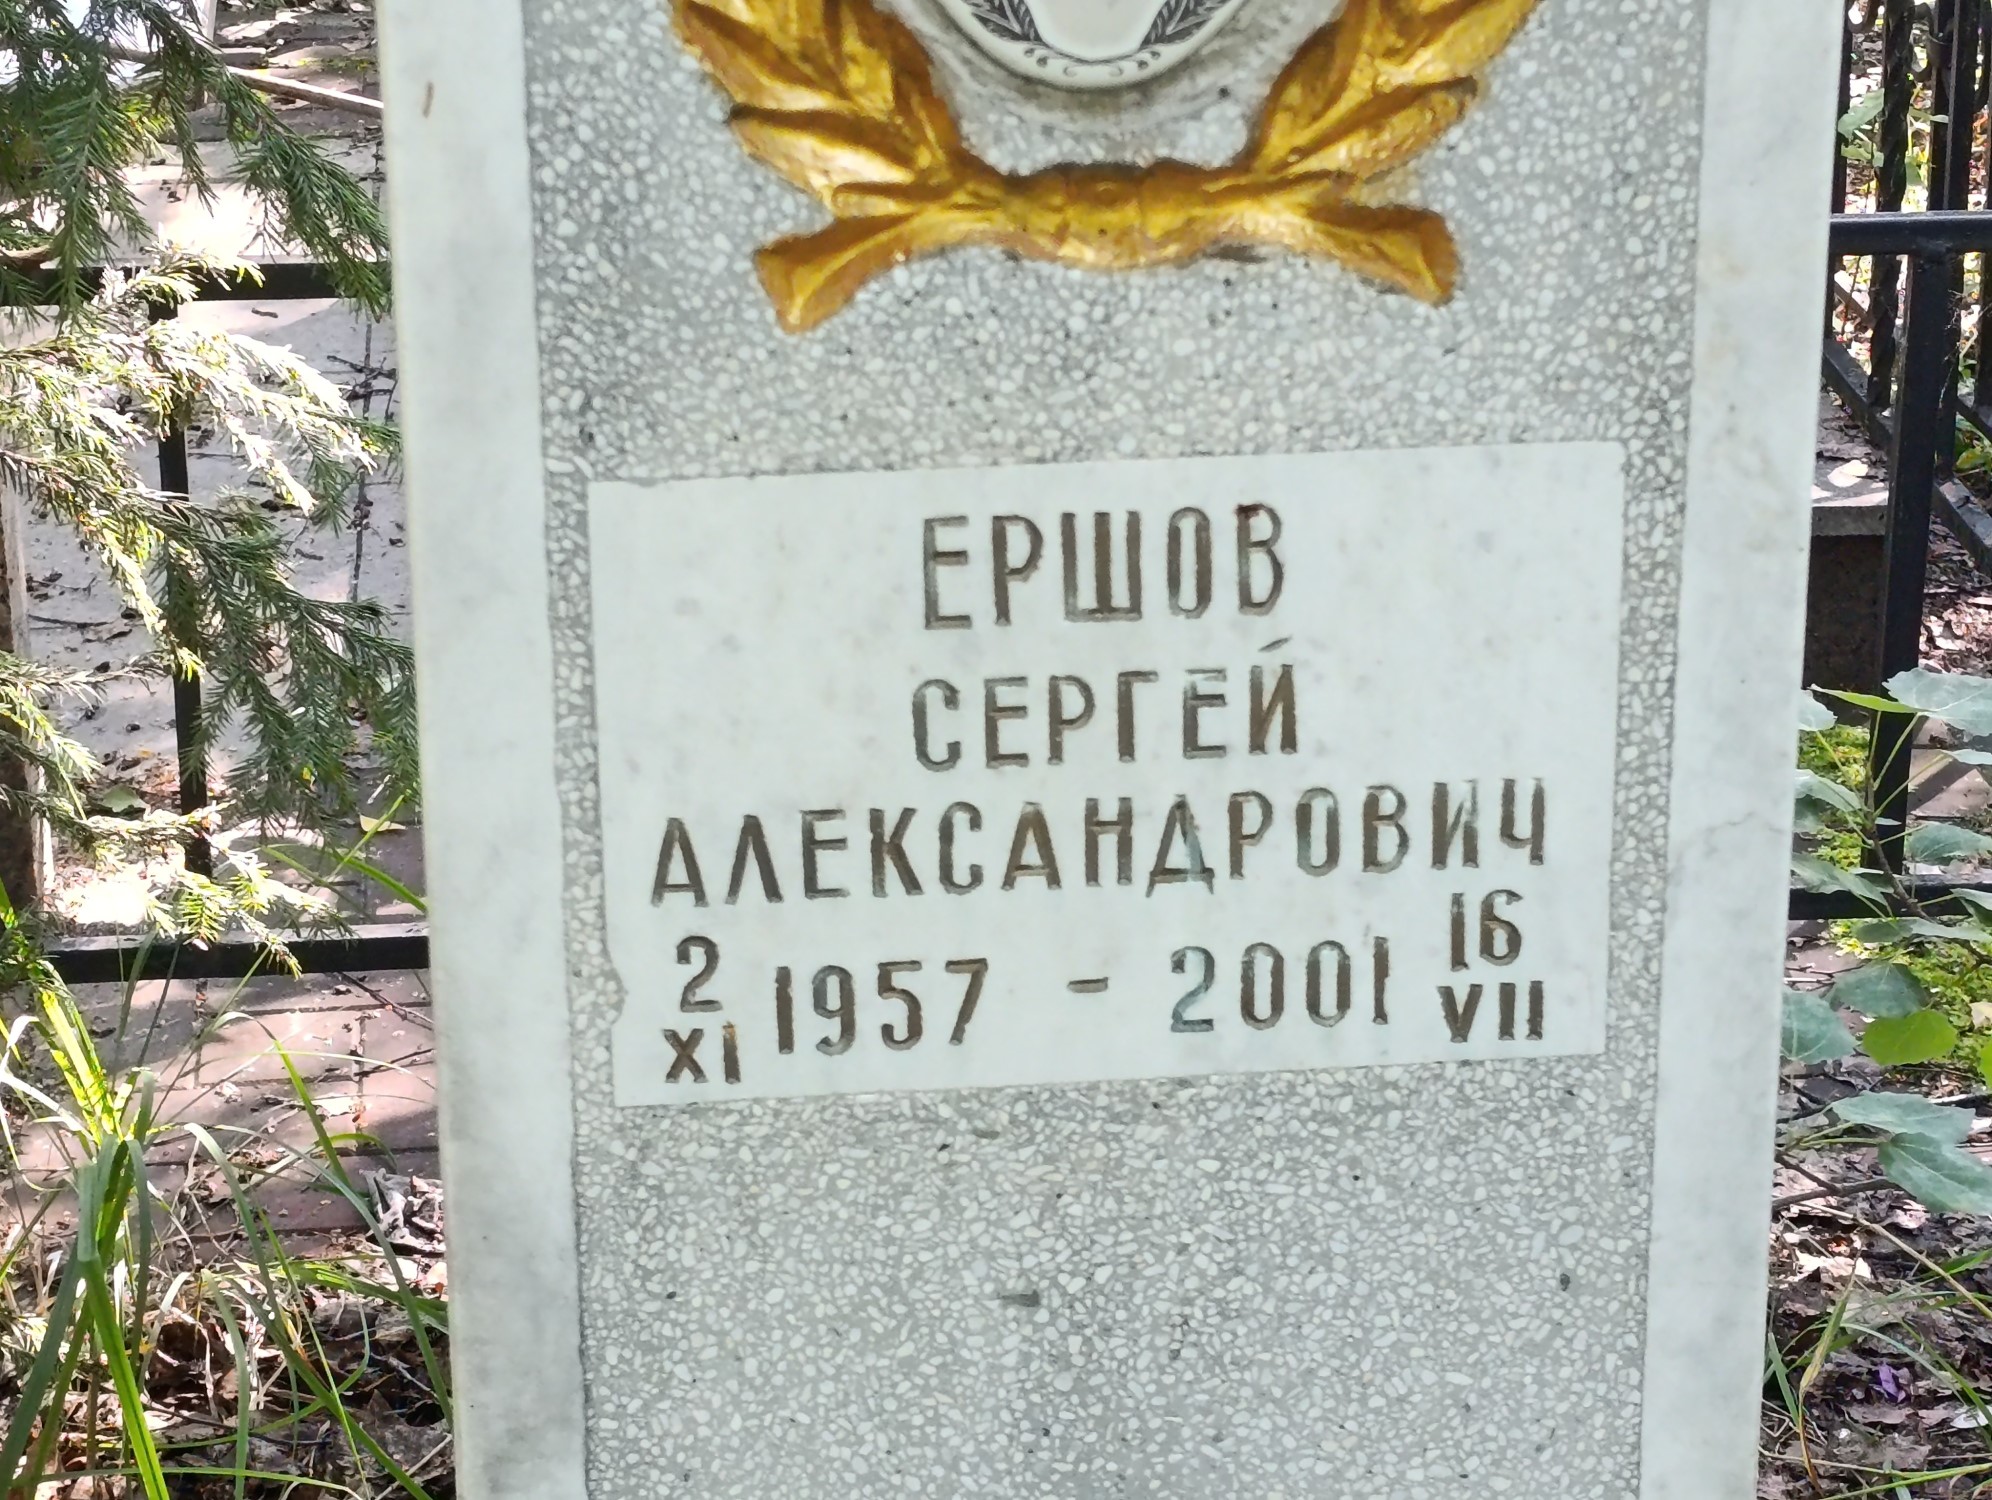 ЕРШОВ
СЕРГЕЙ
АЛЕКСАНДРОВИЧ
2 XI 1957 - 2001 16 VII